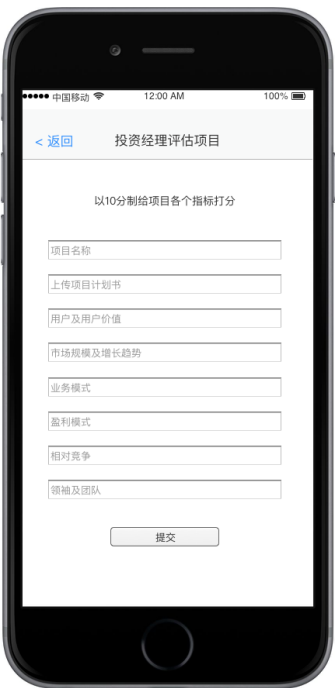 中国移动 12:00 AM 100%
< 返回 投资经理评估项目
以10分制给项目各个指标打分
项目名称
上传项目计划书
用户及用户价值
市场规模及增长趋势
业务模式
盈利模式
相对竞争
领袖及团队
提交